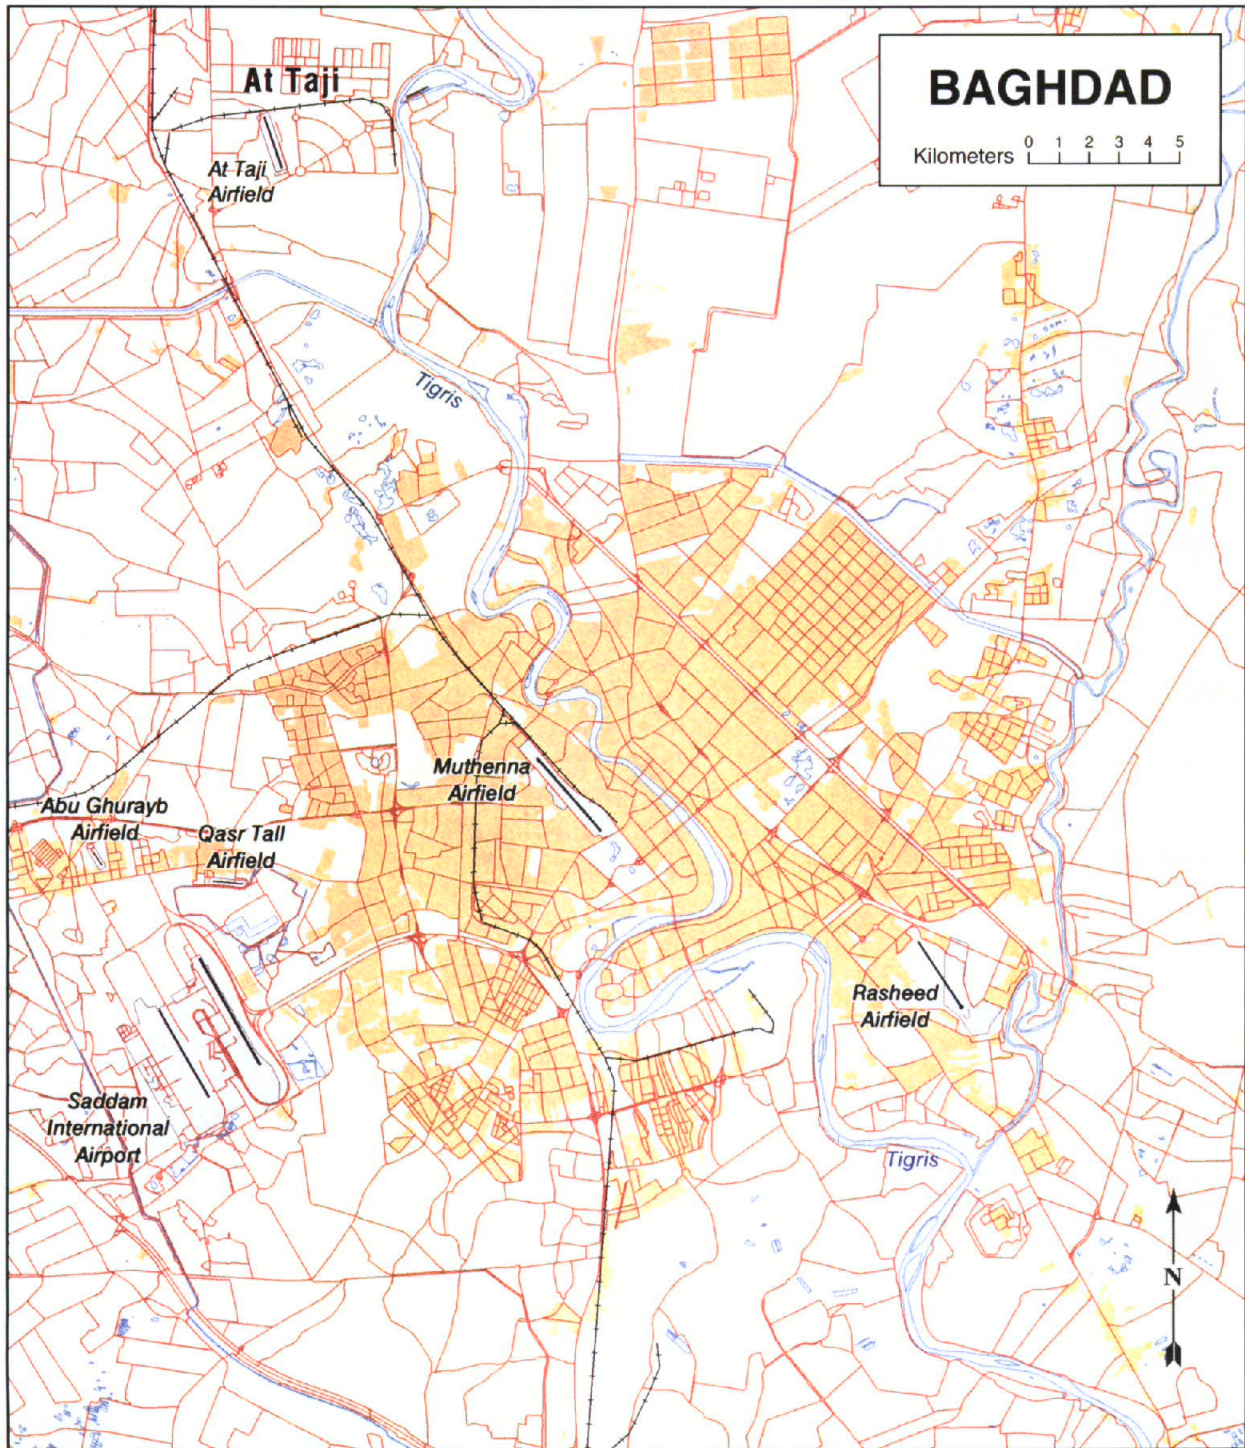 BAGHDAD
Kilometers 0 1 2 3 4 5
At Taji
At Taji
Airfield
Tigris
Muthenna
Airfield
Abu Ghurayb
Airfield
Qasr Tall
Airfield
Rasheed
Airfield
Saddam
International
Airport
Tigris
N